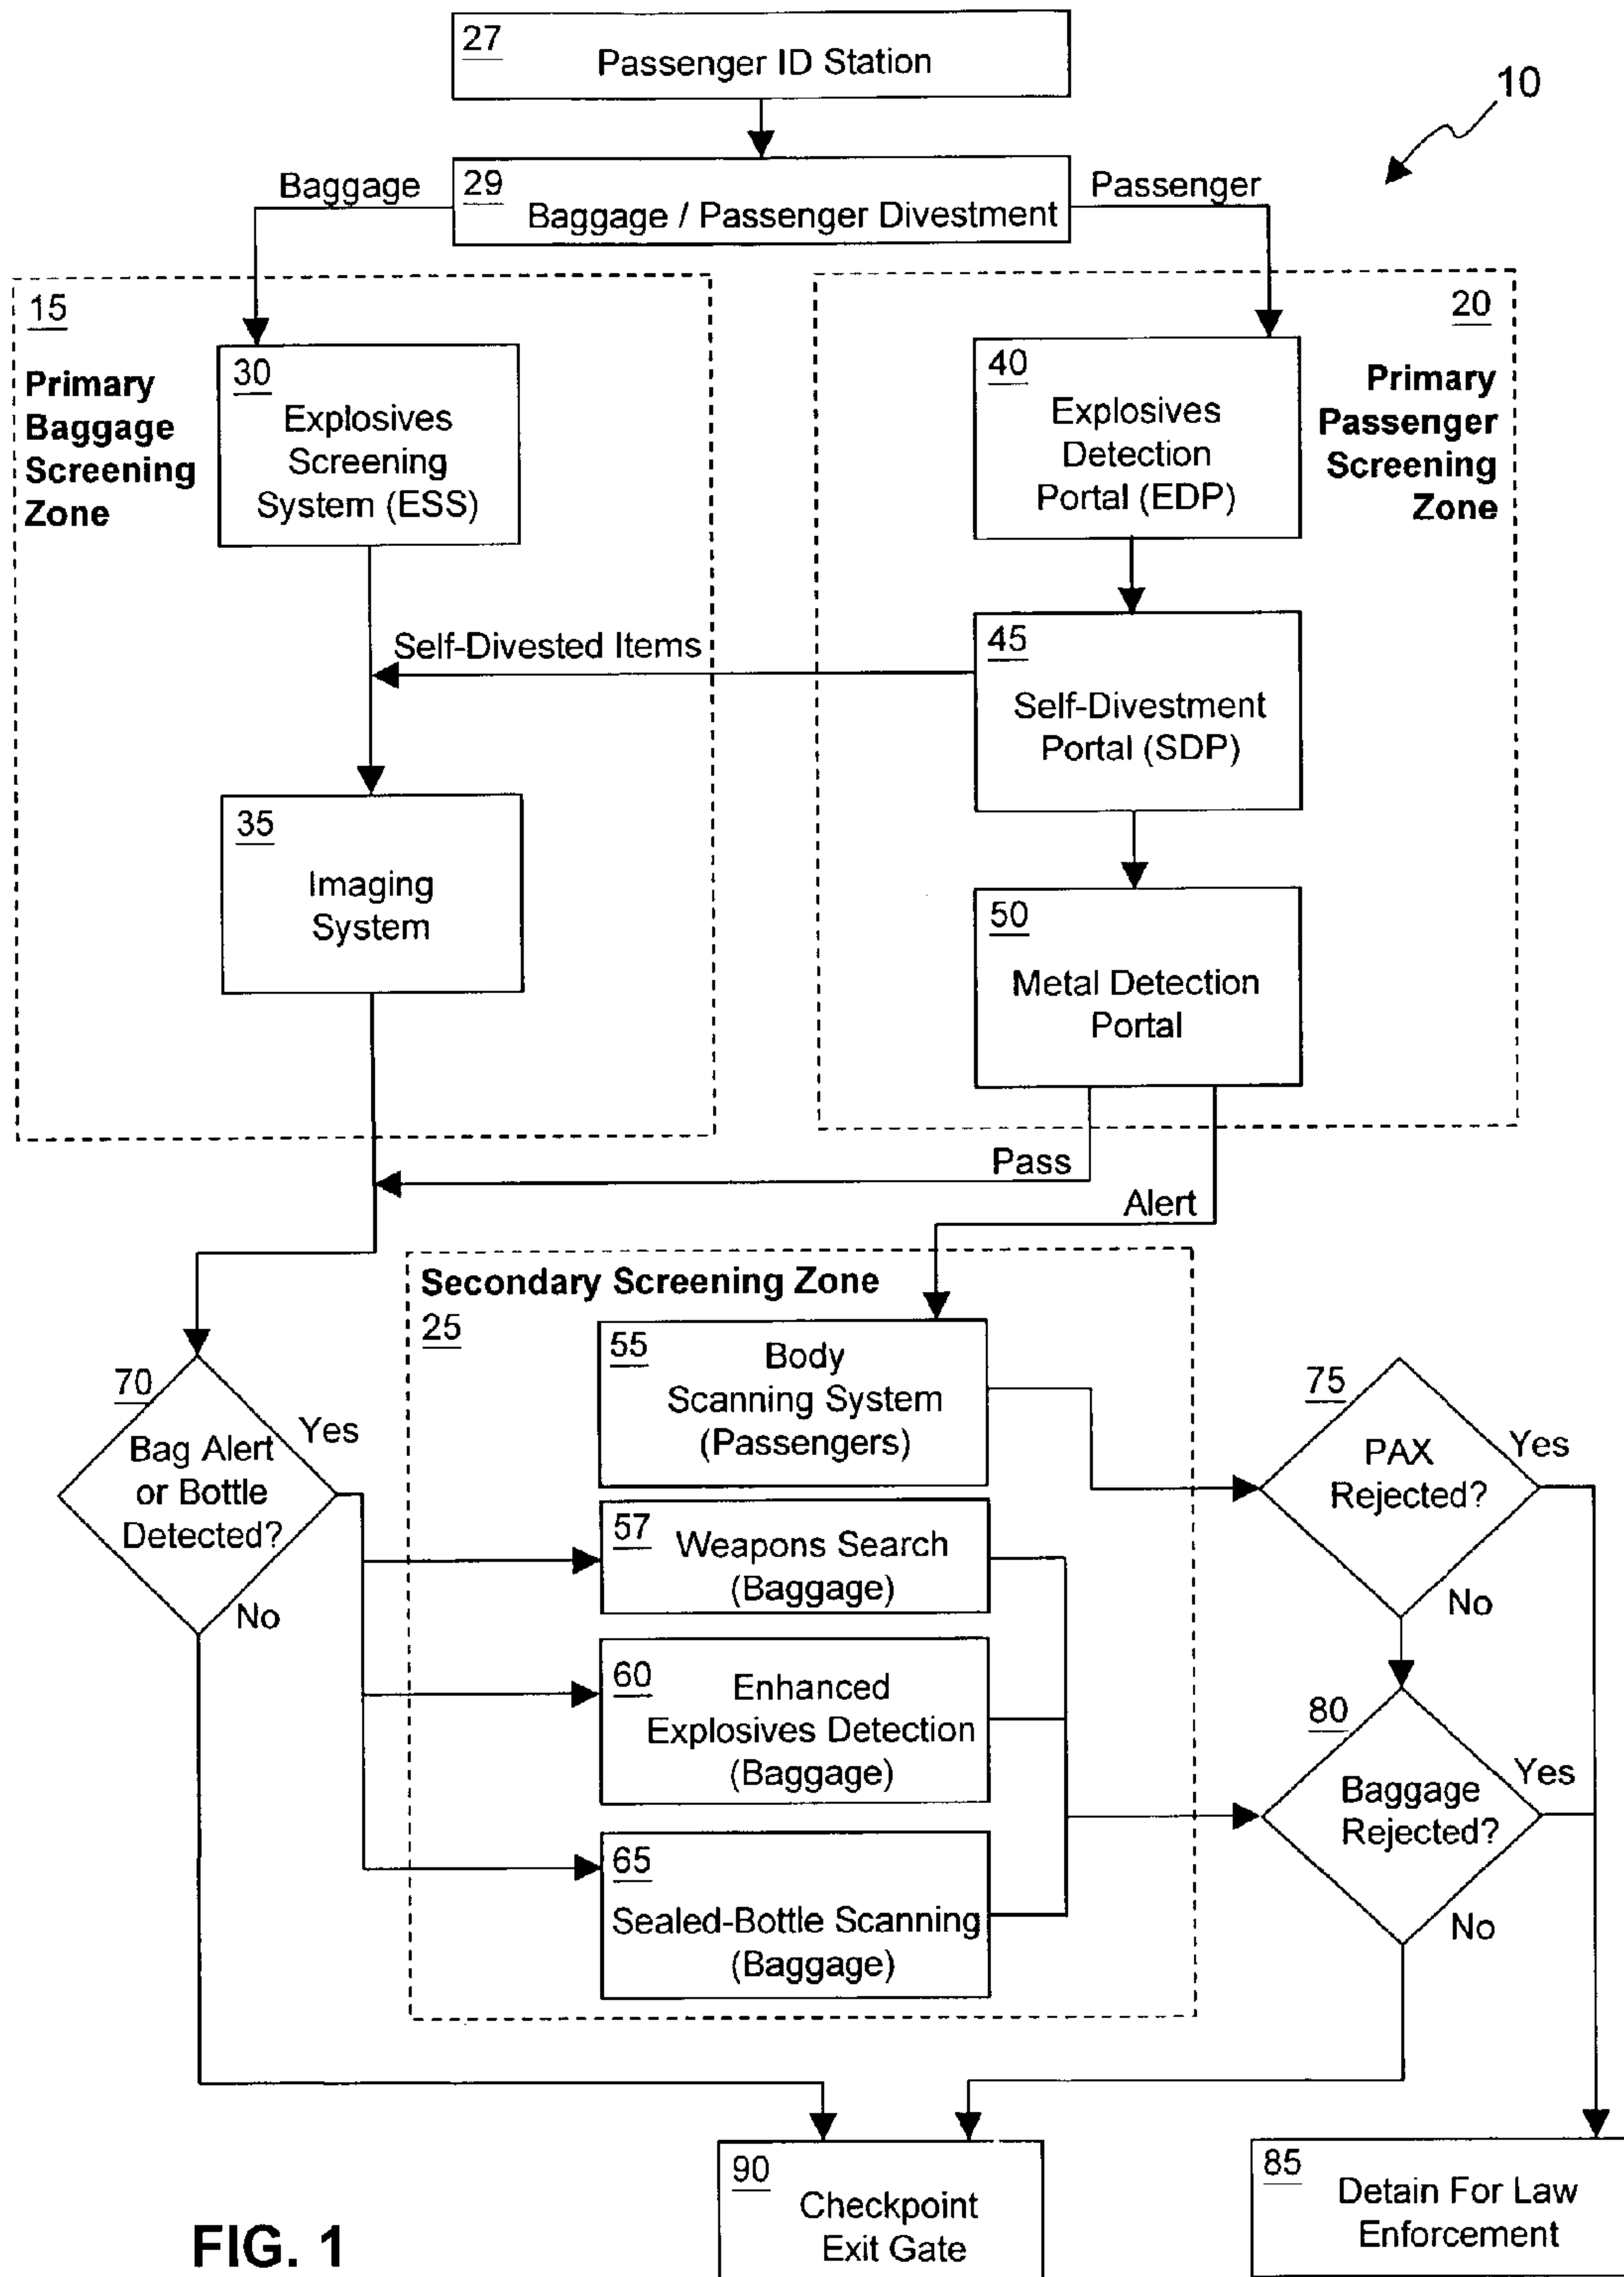 27
Passenger ID Station
10
Baggage
29
Baggage / Passenger Divestment
Passenger
15
Primary
Baggage
Screening
Zone
30
Explosives
Screening
System (ESS)
20
Primary
Passenger
Screening
Zone
40
Explosives
Detection
Portal (EDP)
Self-Divested Items
45
Self-Divestment
Portal (SDP)
35
Imaging
System
50
Metal Detection
Portal
Pass
Alert
Secondary Screening Zone
25
55
Body
Scanning System
(Passengers)
70
Bag Alert
or Bottle
Detected?
Yes
No
57
Weapons Search
(Baggage)
60
Enhanced
Explosives Detection
(Baggage)
65
Sealed-Bottle Scanning
(Baggage)
75
PAX
Rejected?
Yes
No
80
Baggage
Rejected?
Yes
No
90
Checkpoint
Exit Gate
85
Detain For Law
Enforcement
FIG. 1